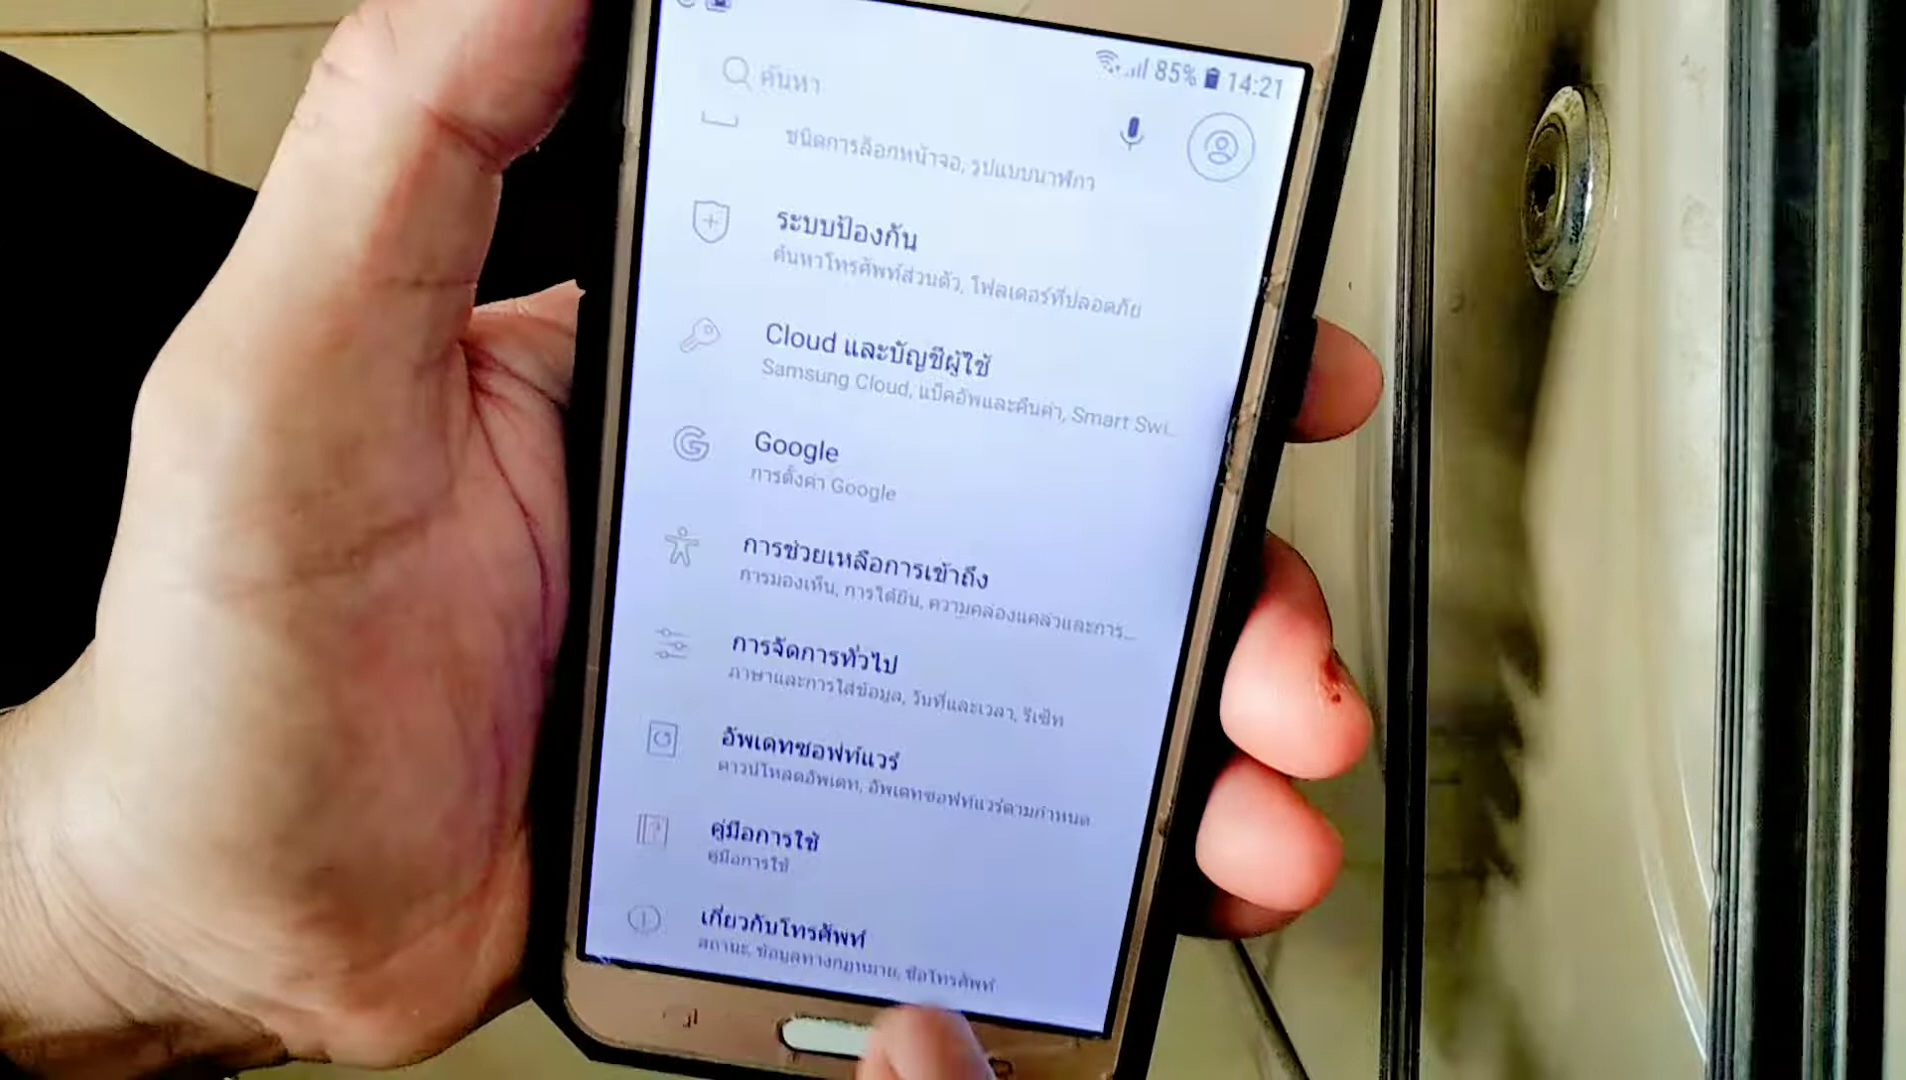 85% 14:21
ค้นหา
ชนิดการล็อกหน้าจอ, รูปแบบนาฬิกา
ระบบป้องกัน
ค้นหาโทรศัพท์ส่วนตัว, โฟลเดอร์ที่ปลอดภัย
Cloud และบัญชีผู้ใช้
Samsung Cloud, แบ็คอัพและคืนค่า, Smart Swi...
Google
การตั้งค่า Google
การช่วยเหลือการเข้าถึง
การมองเห็น, การได้ยิน, ความคล่องแคล่วและการ...
การจัดการทั่วไป
ภาษาและการใส่ข้อมูล, วันที่และเวลา, รีเซ็ท
อัพเดทซอฟท์แวร์
ดาวน์โหลดอัพเดท, อัพเดทซอฟท์แวร์ตามกำหนด
คู่มือการใช้
คู่มือการใช้
เกี่ยวกับโทรศัพท์
สถานะ, ข้อมูลทางกฎหมาย, ชื่อโทรศัพท์